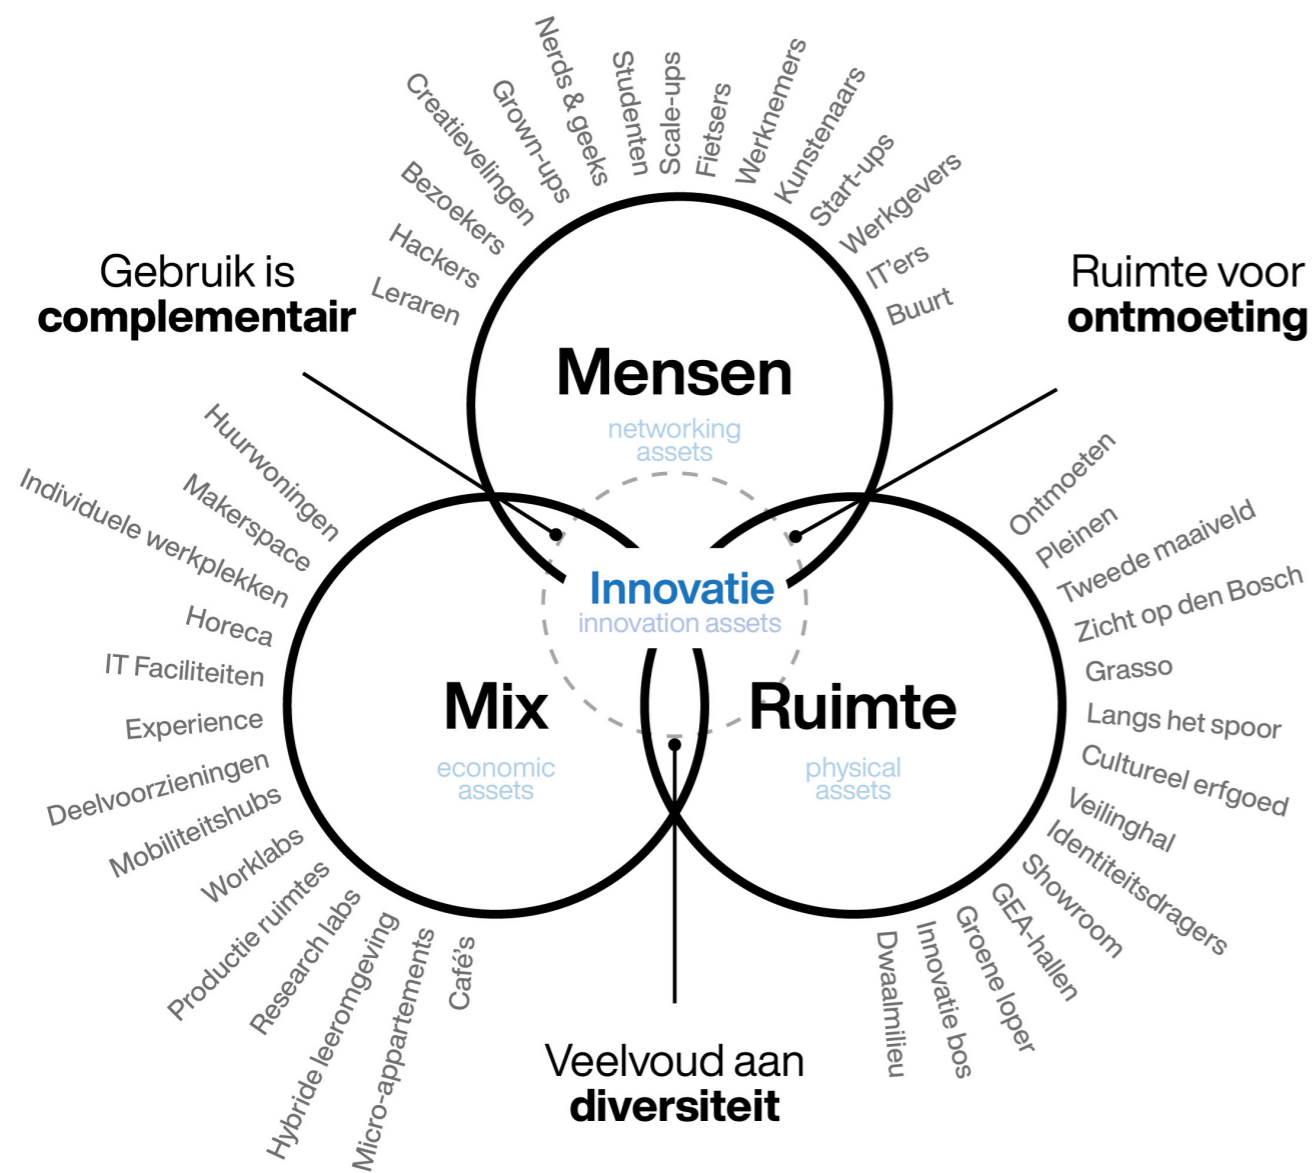 Nerds & geeks
Studenten
Scale-ups
Fietsers
Werknemers
Kunstenaars
Start-ups
Werkgevers
IT'ers
Buurt
Grown-ups
Creatievelingen
Bezoekers
Hackers
Leraren
Gebruik is
complementair
Ruimte voor
ontmoeting
Mensen
networking
assets
Innovatie
innovation assets
Mix
economic
assets
Ruimte
physical
assets
Huurwoningen
Makerspace
Individuele werkplekken
Horeca
IT Faciliteiten
Experience
Deelvoorzieningen
Mobiliteitshubs
Worklabs
Productie ruimtes
Research labs
Hybride leeromgeving
Micro-appartements
Café's
Ontmoeten
Pleinen
Tweede maaiveld
Zicht op den Bosch
Grasso
Langs het spoor
Cultureel erfgoed
Veilinghal
Identiteitsdragers
Showroom
GEA-hallen
Groene loper
Innovatie bos
Dwaalmilieu
Veelvoud aan
diversiteit